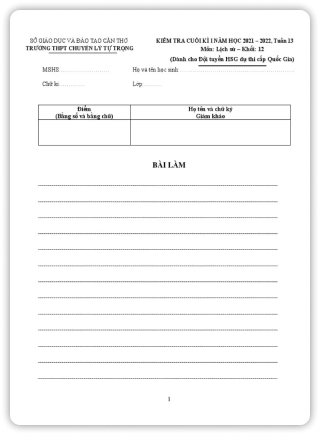 SỞ GIÁO DỤC VÀ ĐÀO TẠO CẦN THƠ
TRƯỜNG THPT CHUYÊN LÝ TỰ TRỌNG
KIỂM TRA CUỐI KÌ I NĂM HỌC 2021 – 2022, Tuần 15
Môn: Lịch sử – Khối: 12
(Dành cho Đội tuyển HSG dự thi cấp Quốc Gia)
MSHS:
Họ và tên học sinh:
Chữ kí:
Lớp:
Điểm
(Bằng số và bằng chữ)
Họ tên và chữ ký
Giám khảo
BÀI LÀM
1